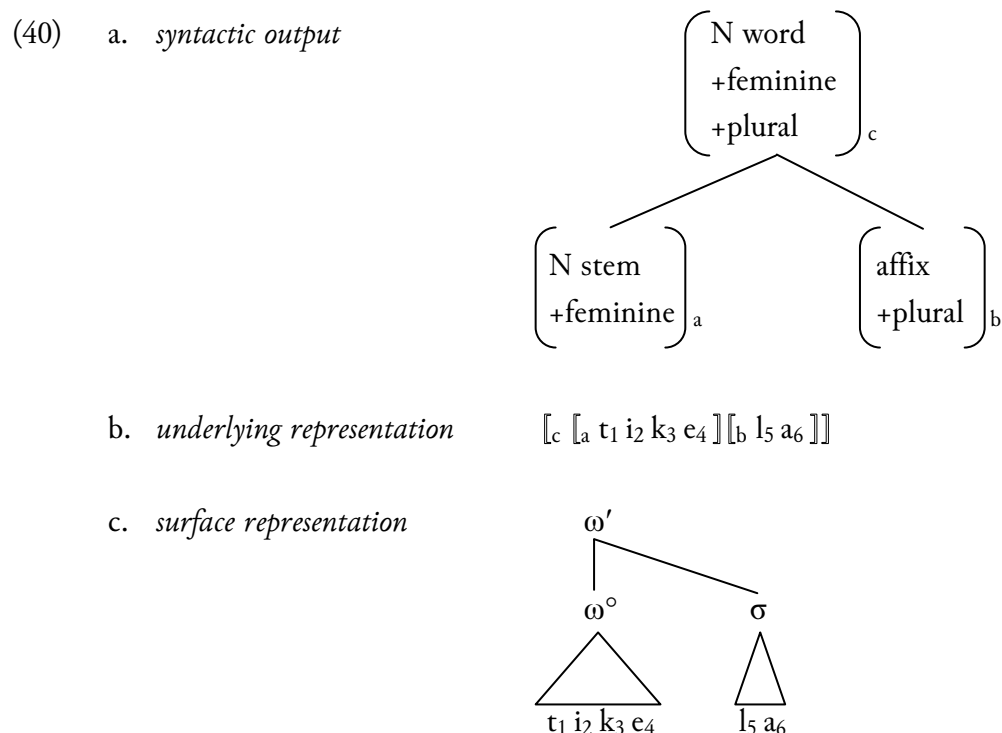 (40) a. syntactic output
N word
+feminine
+plural c
N stem
+feminine a
affix
+plural b
b. underlying representation ⟦c ⟦a t₁ i₂ k₃ e₄ ⟧⟦b l₅ a₆ ⟧⟧
c. surface representation
ω′
ω° σ
t₁ i₂ k₃ e₄ l₅ a₆